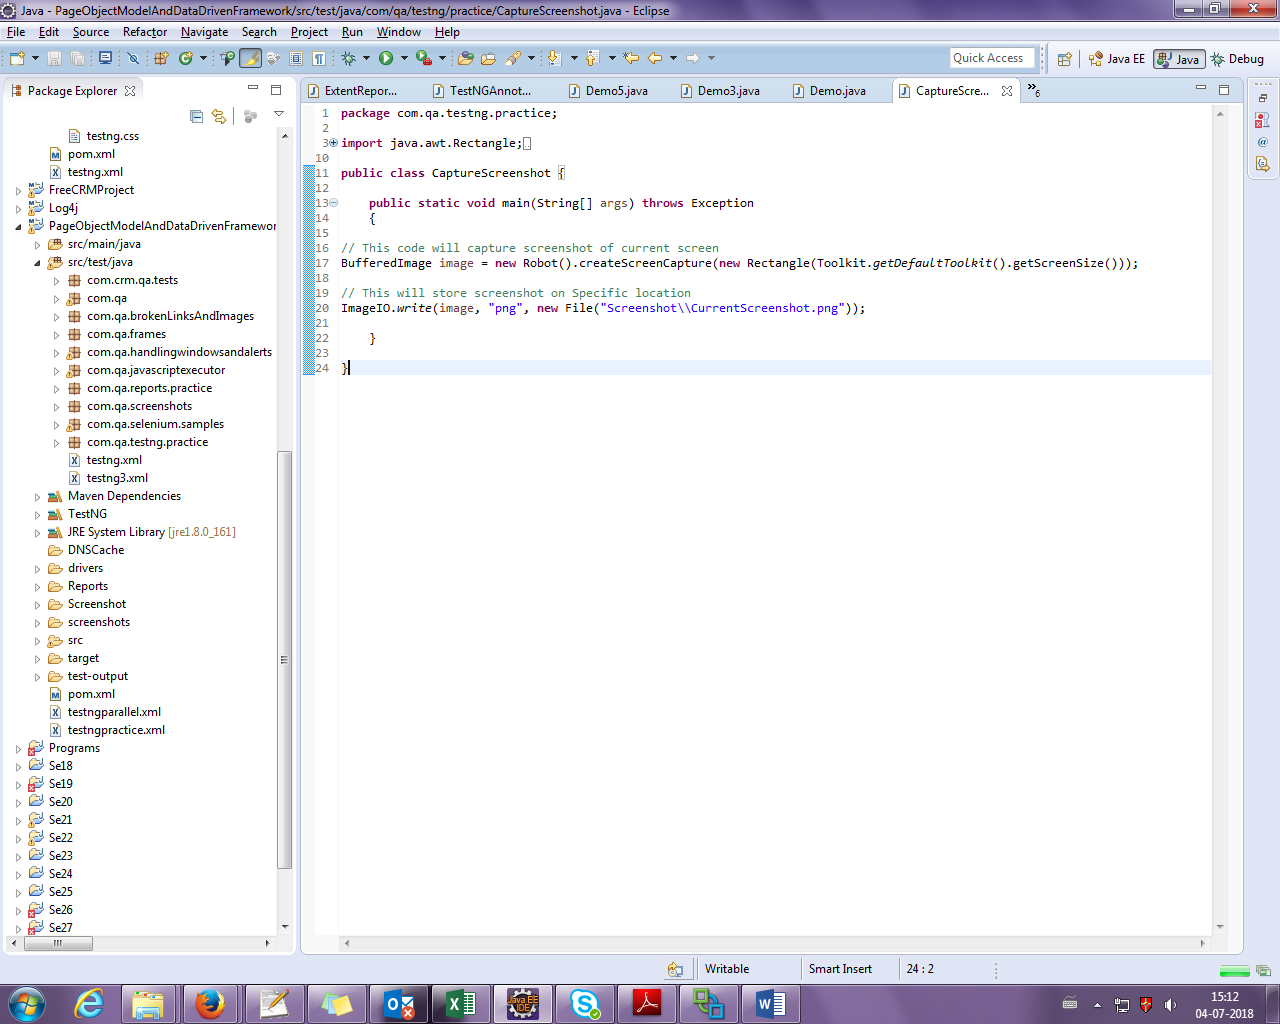 Java - PageObjectModelAndDataDrivenFramework/src/test/java/com/qa/testng/practice/CaptureScreenshot.java - Eclipse
File Edit Source Refactor Navigate Search Project Run Window Help
Quick Access Java EE Java Debug
Package Explorer
testng.css
pom.xml
testng.xml
FreeCRMProject
Log4j
PageObjectModelAndDataDrivenFramewor
src/main/java
src/test/java
com.crm.qa.tests
com.qa
com.qa.brokenLinksAndImages
com.qa.frames
com.qa.handlingwindowsandalerts
com.qa.javascriptexecutor
com.qa.reports.practice
com.qa.screenshots
com.qa.selenium.samples
com.qa.testng.practice
testng.xml
testng3.xml
Maven Dependencies
TestNG
JRE System Library [jre1.8.0_161]
DNSCache
drivers
Reports
Screenshot
screenshots
src
target
test-output
pom.xml
testngparallel.xml
testngpractice.xml
Programs
Se18
Se19
Se20
Se21
Se22
Se23
Se24
Se25
Se26
Se27
ExtentRepor... TestNGAnnot... Demo5.java Demo3.java Demo.java CaptureScre... »6
1 package com.qa.testng.practice;
2
3 import java.awt.Rectangle;
10
11 public class CaptureScreenshot {
12
13 public static void main(String[] args) throws Exception
14 {
15
16 // This code will capture screenshot of current screen
17 BufferedImage image = new Robot().createScreenCapture(new Rectangle(Toolkit.getDefaultToolkit().getScreenSize()));
18
19 // This will store screenshot on Specific location
20 ImageIO.write(image, "png", new File("Screenshot\\CurrentScreenshot.png"));
21
22 }
23
24 }
Writable Smart Insert 24 : 2
Java EE
IDE
15:12
04-07-2018